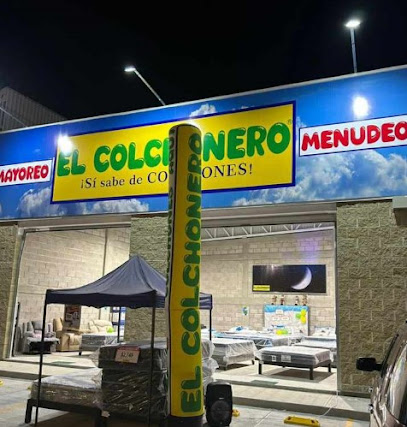 MAYOREO
EL COLCHONERO
MENUDEO
¡Sí sabe de COLCHONES!
EL COLCHONERO